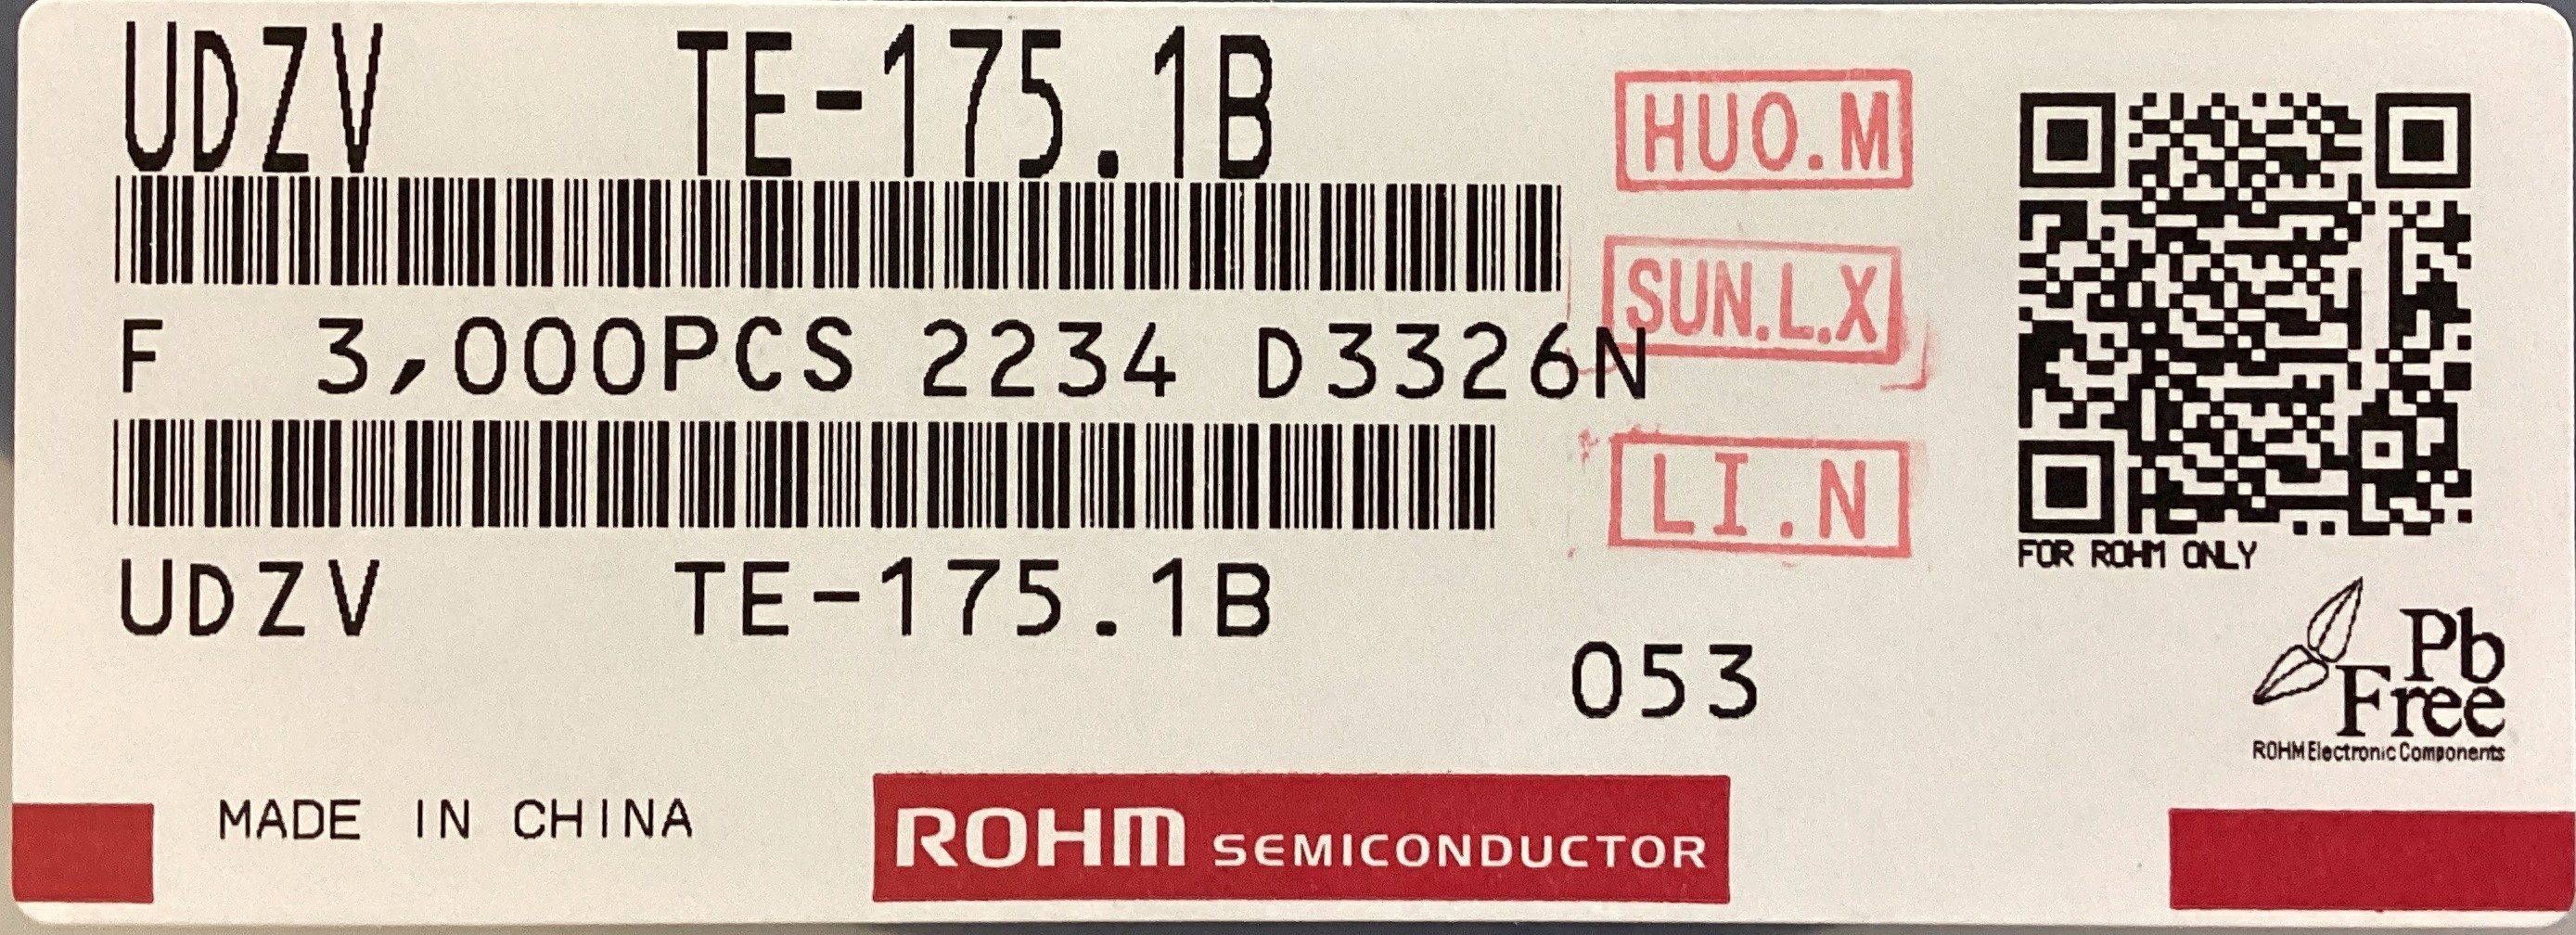 UDZV TE-175.1B
HUO.M
SUN.L.X
F 3,000PCS 2234 D3326N
LI.N
FOR ROHM ONLY
UDZV TE-175.1B
053
Pb
Free
ROHM Electronic Components
MADE IN CHINA
ROHM SEMICONDUCTOR